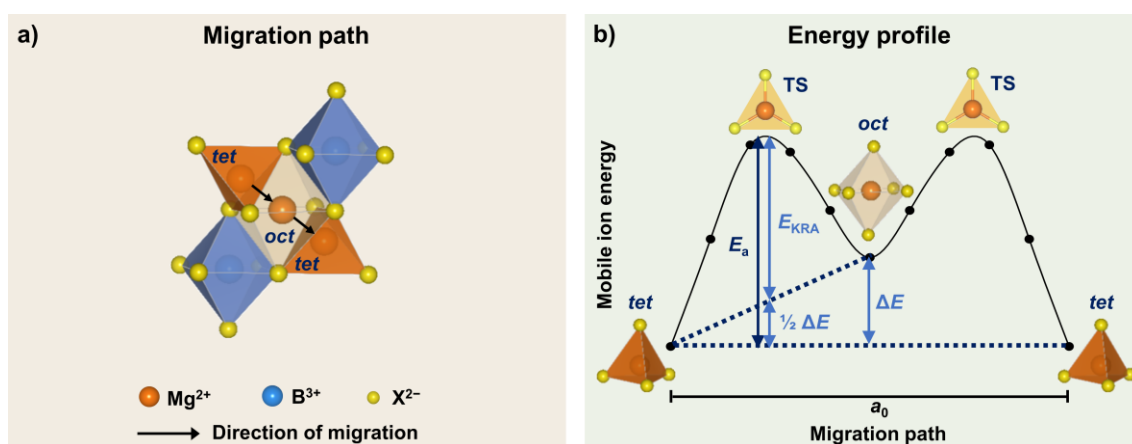 a)
Migration path
tet
oct
tet
Mg²⁺
B³⁺
X²⁻
Direction of migration
b)
Energy profile
TS
TS
oct
Mobile ion energy
Eₐ
E_KRA
½ ΔE
ΔE
tet
tet
a₀
Migration path